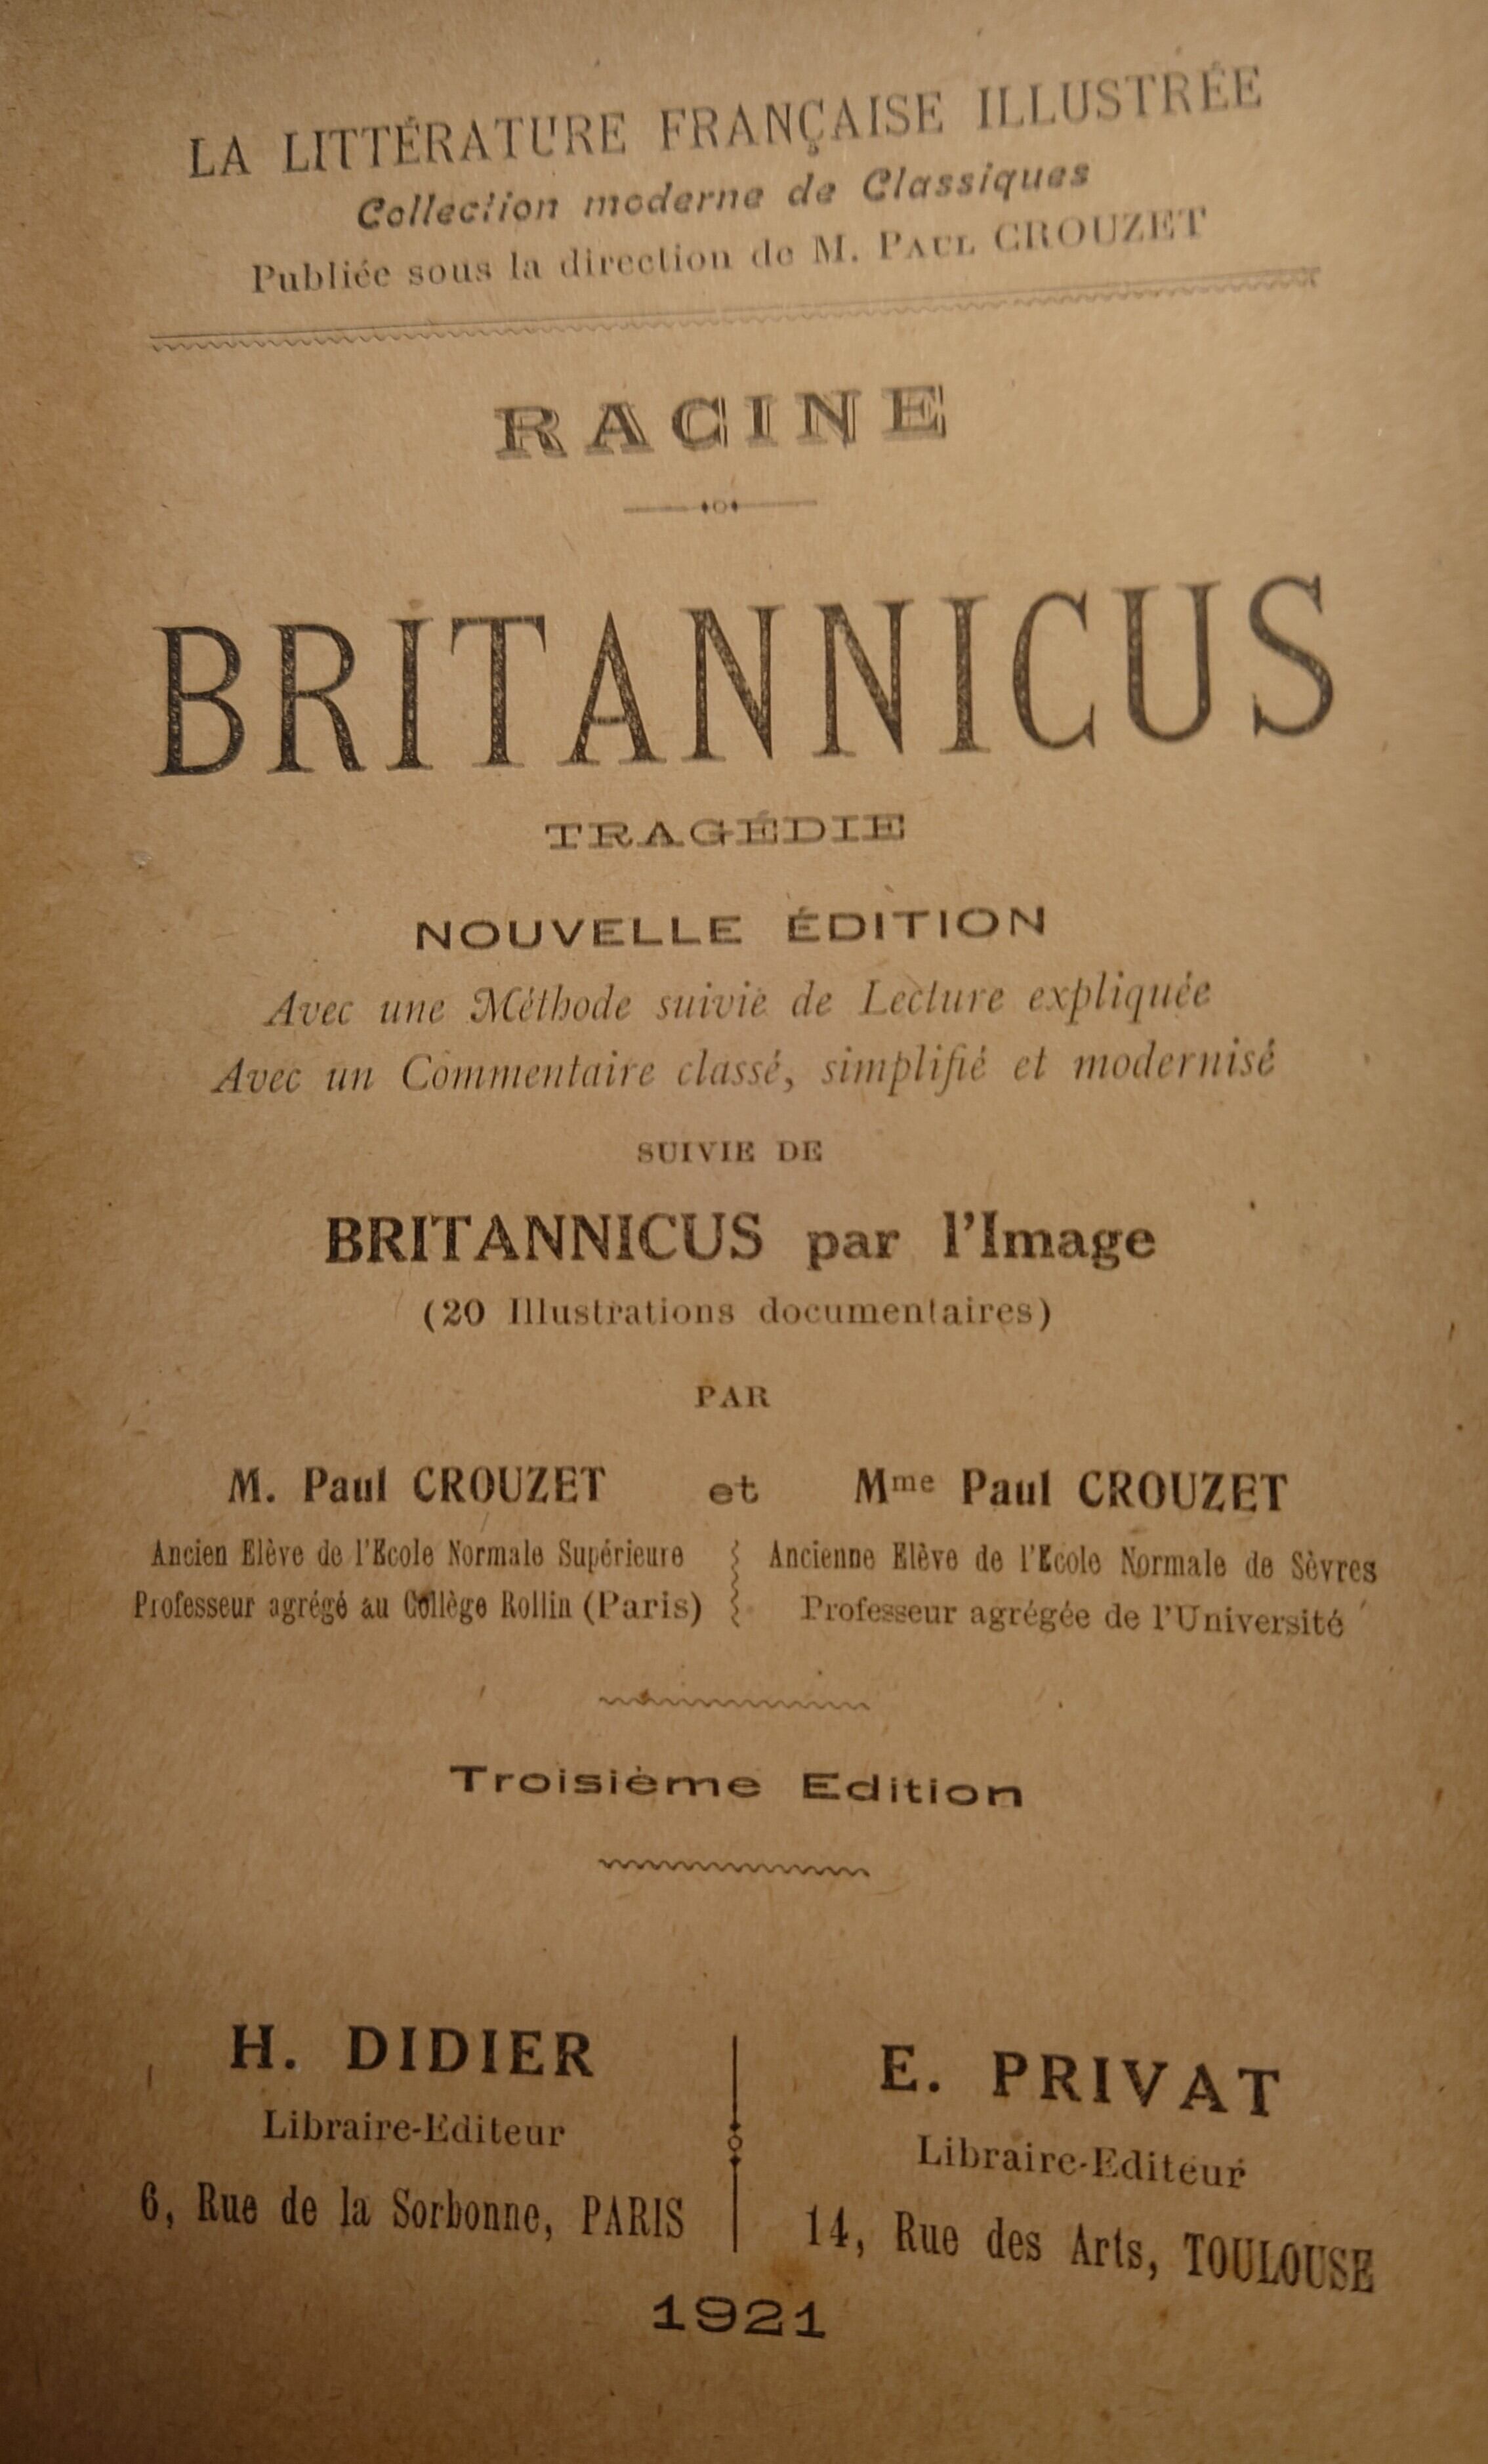 LA LITTÉRATURE FRANÇAISE ILLUSTRÉE
Collection moderne de Classiques
Publiée sous la direction de M. PAUL CROUZET
RACINE
BRITANNICUS
TRAGÉDIE
NOUVELLE ÉDITION
Avec une Méthode suivie de Lecture expliquée
Avec un Commentaire classé, simplifié et modernisé
SUIVIE DE
BRITANNICUS par l'Image
(20 Illustrations documentaires)
PAR
M. Paul CROUZET et Mme Paul CROUZET
Ancien Elève de l'Ecole Normale Supérieure
Professeur agrégé au Collège Rollin (Paris)
Ancienne Elève de l'Ecole Normale de Sèvres
Professeur agrégée de l'Université
Troisième Edition
H. DIDIER
Libraire-Editeur
6, Rue de la Sorbonne, PARIS
E. PRIVAT
Libraire-Editeur
14, Rue des Arts, TOULOUSE
1921